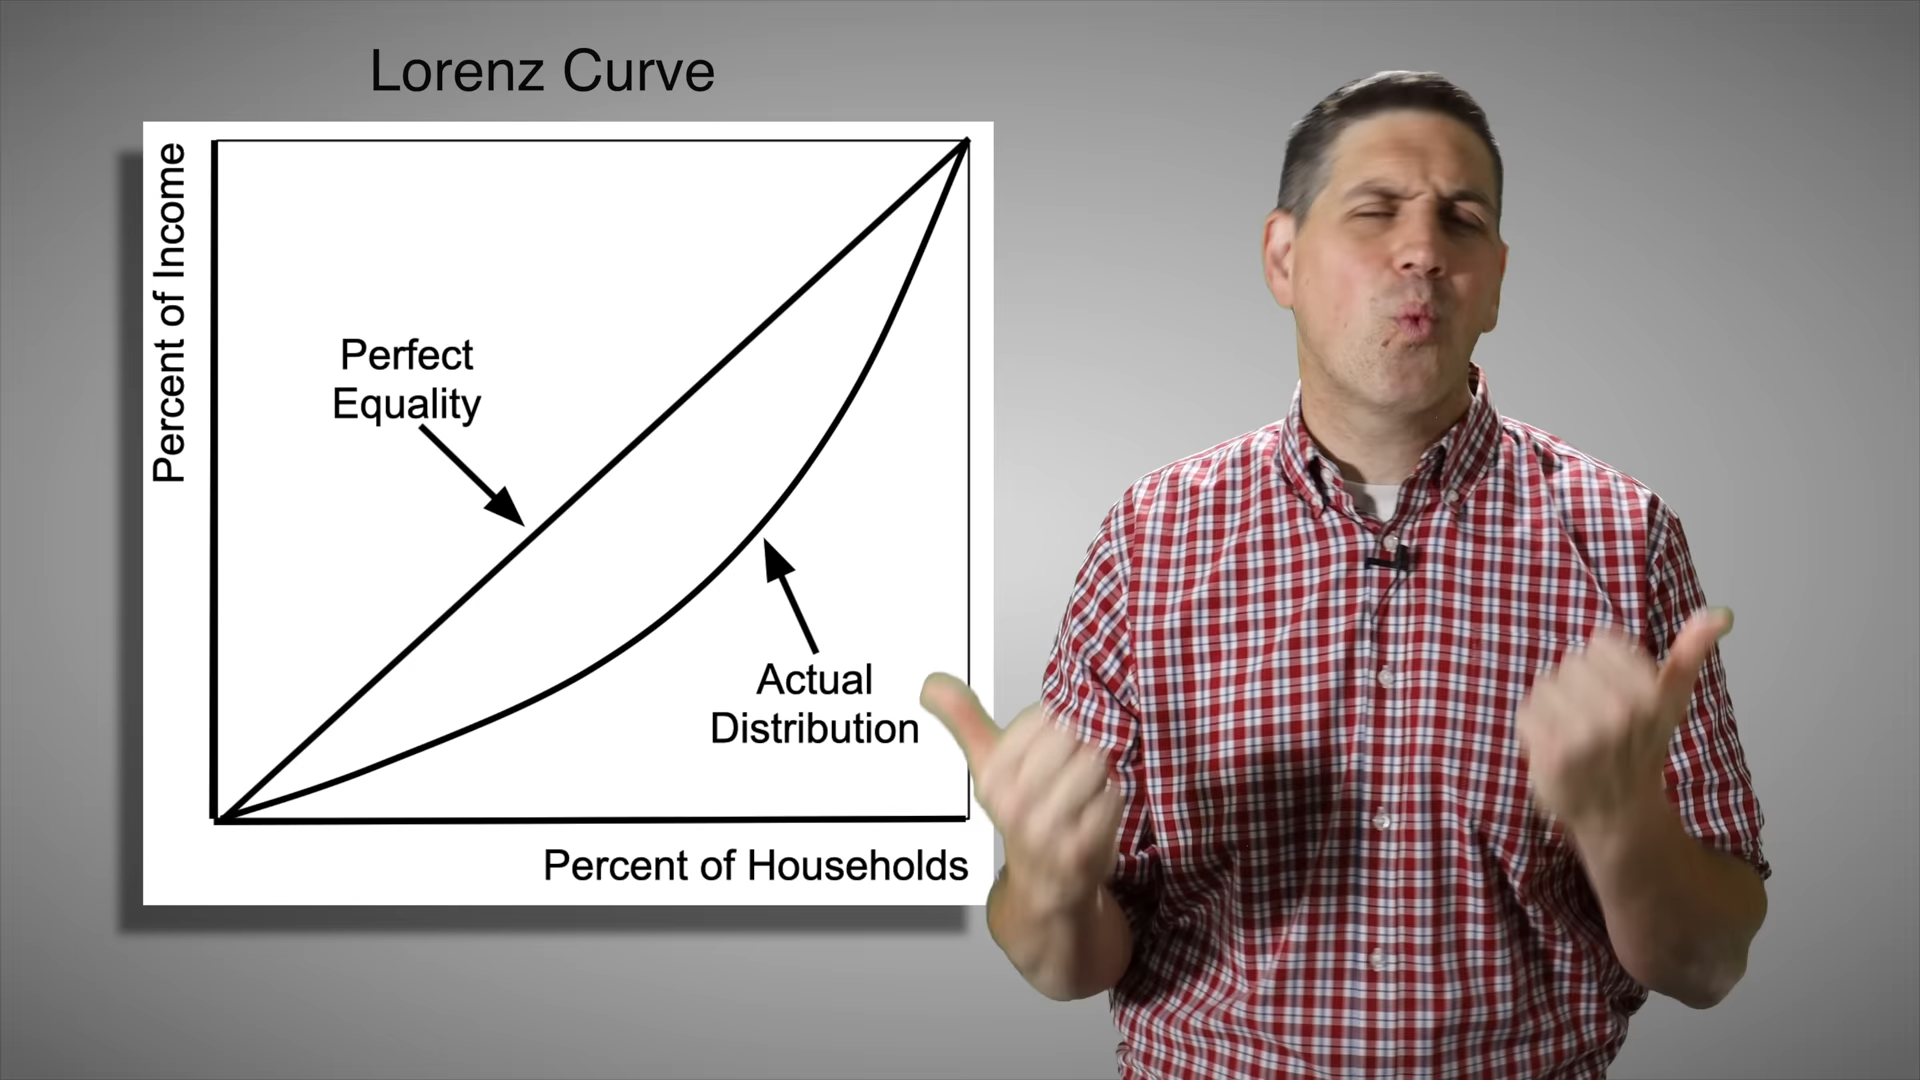 Lorenz Curve
Percent of Income
Perfect
Equality
Actual
Distribution
Percent of Households